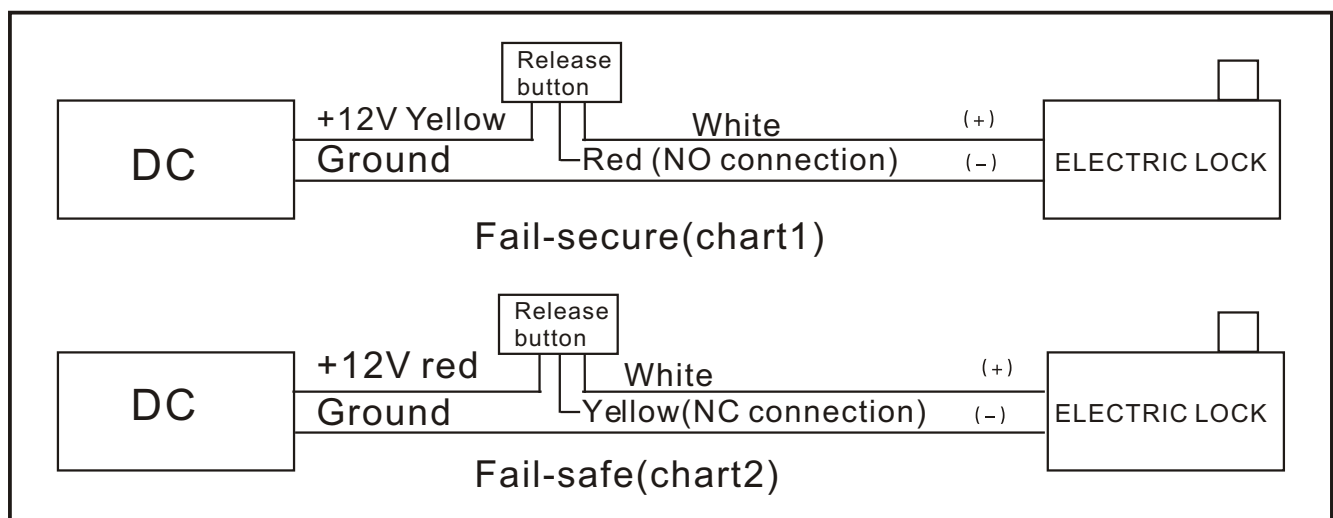 Release
button
+12V Yellow
White
(+)
DC
Ground
Red (NO connection)
(-)
ELECTRIC LOCK
Fail-secure(chart1)
Release
button
+12V red
White
(+)
DC
Ground
Yellow(NC connection)
(-)
ELECTRIC LOCK
Fail-safe(chart2)